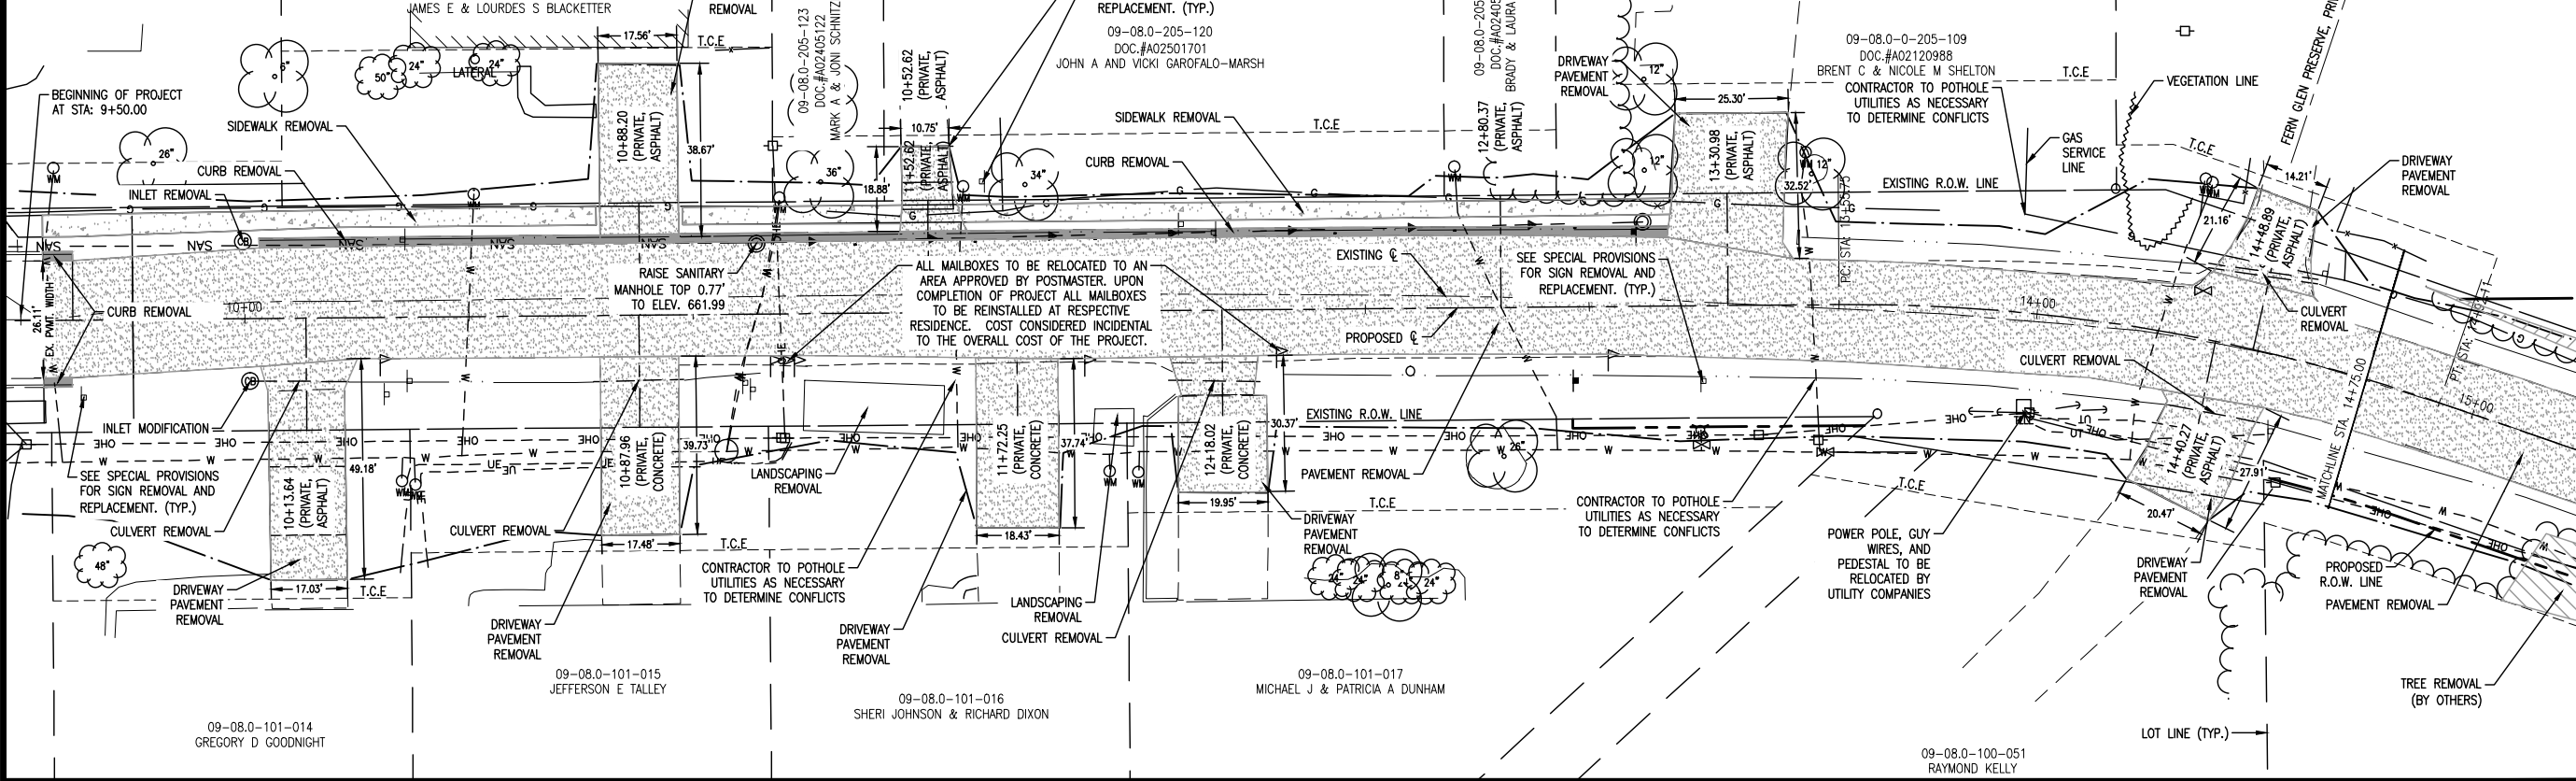 JAMES E & LOURDES S BLACKETTER
REMOVAL
REPLACEMENT. (TYP.)
09-08.0-205-123
DOC.#A02405122
MARK A & JONI SCHNITZ
09-08.0-205-120
DOC.#A02501701
JOHN A AND VICKI GAROFALO-MARSH
09-08.0-205
DOC.#A02405
BRADY & LAURA
09-08.0-0-205-109
DOC.#A02120988
BRENT C & NICOLE M SHELTON
FERN GLEN PRESERVE, PRI
BEGINNING OF PROJECT
AT STA: 9+50.00
SIDEWALK REMOVAL
CURB REMOVAL
INLET REMOVAL
LATERAL
6"
50"
24"
24"
26"
17.56'
T.C.E
10+88.20
(PRIVATE,
ASPHALT)
38.67'
36"
10+52.62
(PRIVATE,
ASPHALT)
10.75'
11+52.62
(PRIVATE,
ASPHALT)
18.88'
34"
SIDEWALK REMOVAL
CURB REMOVAL
T.C.E
12+80.37
(PRIVATE,
ASPHALT)
DRIVEWAY
PAVEMENT
REMOVAL
12"
12"
12"
25.30'
13+30.98
(PRIVATE,
ASPHALT)
32.52'
CONTRACTOR TO POTHOLE
UTILITIES AS NECESSARY
TO DETERMINE CONFLICTS
T.C.E
VEGETATION LINE
GAS
SERVICE
LINE
EXISTING R.O.W. LINE
T.C.E
14.21'
21.16'
14+48.89
(PRIVATE,
ASPHALT)
DRIVEWAY
PAVEMENT
REMOVAL
CULVERT
REMOVAL
26.11'
EX. PVMT. WIDTH
CURB REMOVAL
10+00
RAISE SANITARY
MANHOLE TOP 0.77'
TO ELEV. 661.99
ALL MAILBOXES TO BE RELOCATED TO AN
AREA APPROVED BY POSTMASTER. UPON
COMPLETION OF PROJECT ALL MAILBOXES
TO BE REINSTALLED AT RESPECTIVE
RESIDENCE. COST CONSIDERED INCIDENTAL
TO THE OVERALL COST OF THE PROJECT.
EXISTING ℄
PROPOSED ℄
SEE SPECIAL PROVISIONS
FOR SIGN REMOVAL AND
REPLACEMENT. (TYP.)
14+00
CULVERT REMOVAL
MATCHLINE STA. 14+75.00
15+00
INLET MODIFICATION
SEE SPECIAL PROVISIONS
FOR SIGN REMOVAL AND
REPLACEMENT. (TYP.)
CULVERT REMOVAL
48"
DRIVEWAY
PAVEMENT
REMOVAL
10+13.64
(PRIVATE,
ASPHALT)
49.18'
17.03'
T.C.E
CULVERT REMOVAL
DRIVEWAY
PAVEMENT
REMOVAL
10+87.96
(PRIVATE,
CONCRETE)
39.73'
17.48'
T.C.E
LANDSCAPING
REMOVAL
CONTRACTOR TO POTHOLE
UTILITIES AS NECESSARY
TO DETERMINE CONFLICTS
DRIVEWAY
PAVEMENT
REMOVAL
11+72.25
(PRIVATE,
CONCRETE)
37.74'
18.43'
LANDSCAPING
REMOVAL
CULVERT REMOVAL
12+18.02
(PRIVATE,
CONCRETE)
30.37'
19.95'
EXISTING R.O.W. LINE
PAVEMENT REMOVAL
T.C.E
DRIVEWAY
PAVEMENT
REMOVAL
26"
24"
24"
8"
24"
CONTRACTOR TO POTHOLE
UTILITIES AS NECESSARY
TO DETERMINE CONFLICTS
POWER POLE, GUY
WIRES, AND
PEDESTAL TO BE
RELOCATED BY
UTILITY COMPANIES
T.C.E
14+40.27
(PRIVATE,
ASPHALT)
27.91'
20.47'
DRIVEWAY
PAVEMENT
REMOVAL
PROPOSED
R.O.W. LINE
PAVEMENT REMOVAL
TREE REMOVAL
(BY OTHERS)
LOT LINE (TYP.)
09-08.0-101-014
GREGORY D GOODNIGHT
09-08.0-101-015
JEFFERSON E TALLEY
09-08.0-101-016
SHERI JOHNSON & RICHARD DIXON
09-08.0-101-017
MICHAEL J & PATRICIA A DUNHAM
09-08.0-100-051
RAYMOND KELLY